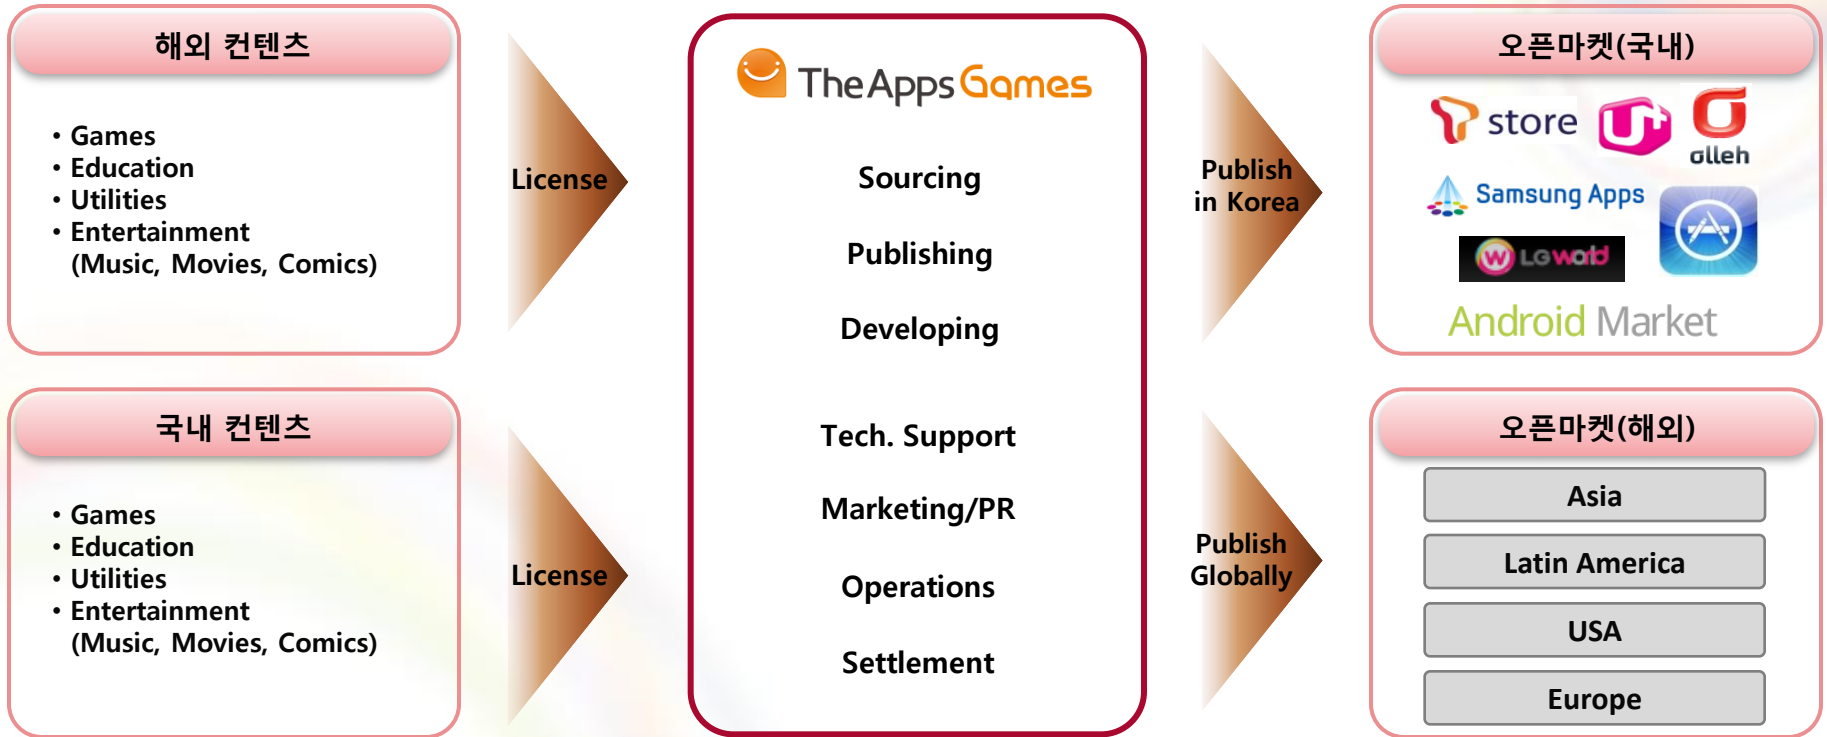 해외 컨텐츠
• Games
• Education
• Utilities
• Entertainment
(Music, Movies, Comics)
License
국내 컨텐츠
• Games
• Education
• Utilities
• Entertainment
(Music, Movies, Comics)
License
TheApps Games
Sourcing
Publishing
Developing
Tech. Support
Marketing/PR
Operations
Settlement
Publish
in Korea
Publish
Globally
오픈마켓(국내)
T store
U+
olleh
Samsung Apps
W LG world
Android Market
오픈마켓(해외)
Asia
Latin America
USA
Europe